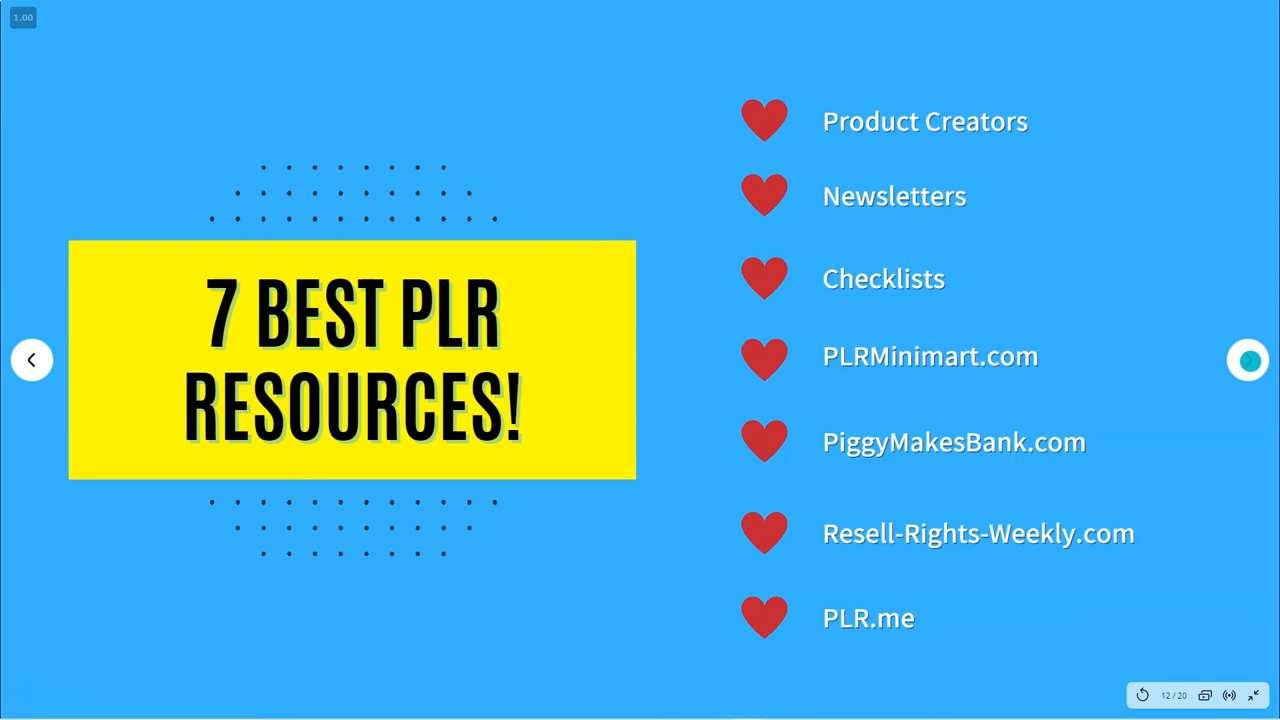 1.00
7 BEST PLR
RESOURCES!
Product Creators
Newsletters
Checklists
PLRMinimart.com
PiggyMakesBank.com
Resell-Rights-Weekly.com
PLR.me
12 / 20